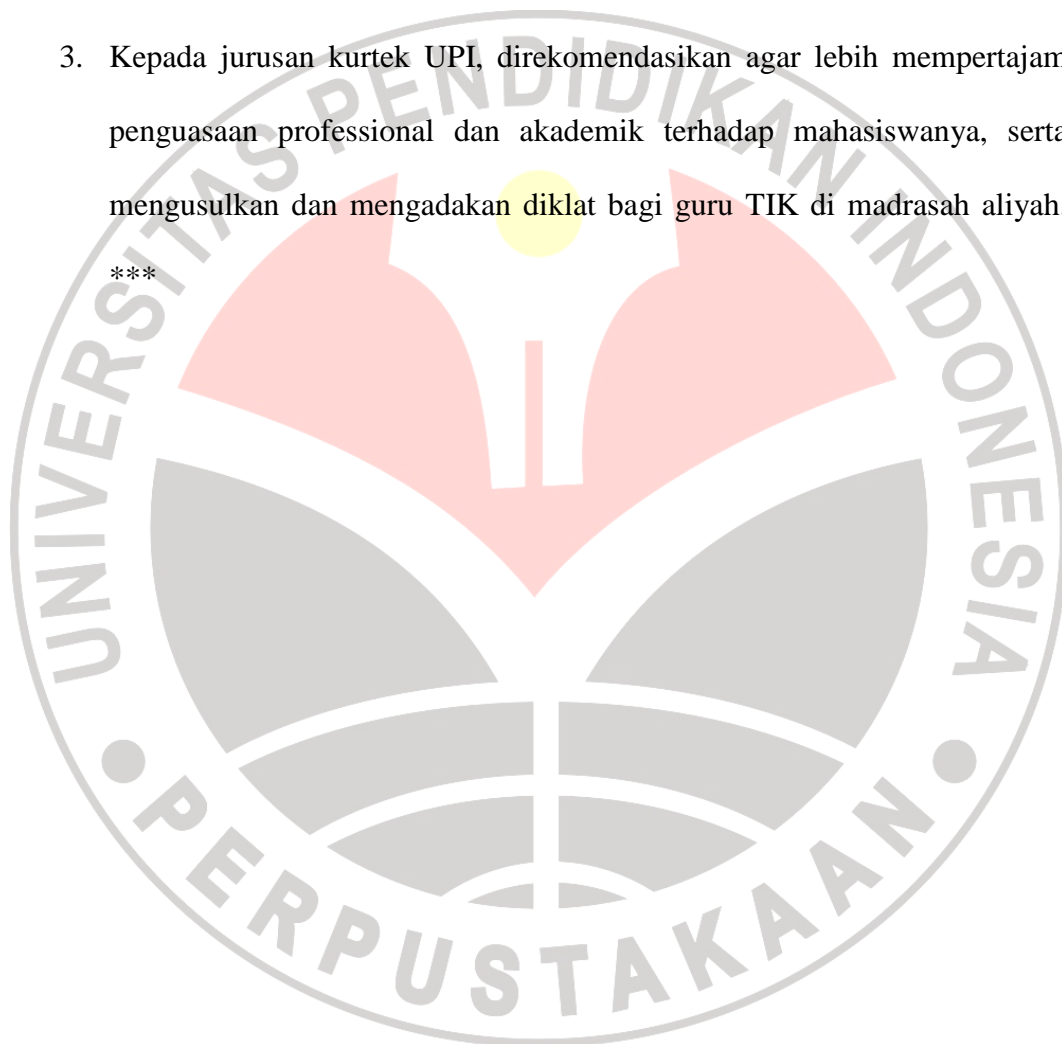 3. Kepada jurusan kurtek UPI, direkomendasikan agar lebih mempertajam
penguasaan professional dan akademik terhadap mahasiswanya, serta
mengusulkan dan mengadakan diklat bagi guru TIK di madrasah aliyah.
***
UNIVERSITAS PENDIDIKAN INDONESIA
PERPUSTAKAAN